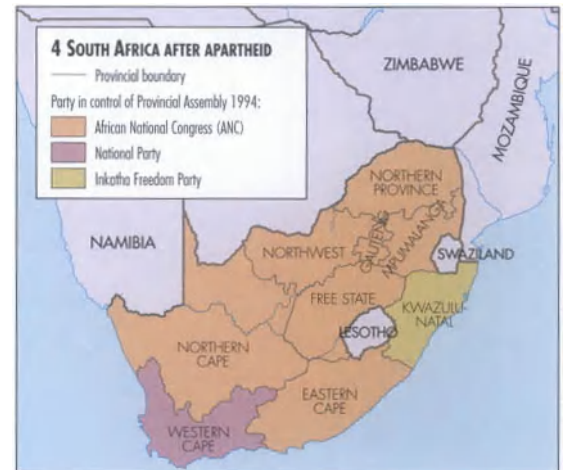 4 SOUTH AFRICA AFTER APARTHEID
Provincial boundary
Party in control of Provincial Assembly 1994:
African National Congress (ANC)
National Party
Inkatha Freedom Party
ZIMBABWE
MOZAMBIQUE
NORTHERN
PROVINCE
NAMIBIA
NORTHWEST
GAUTENG
MPUMALANGA
SWAZILAND
FREE STATE
KWAZULU-
NATAL
LESOTHO
NORTHERN
CAPE
EASTERN
CAPE
WESTERN
CAPE